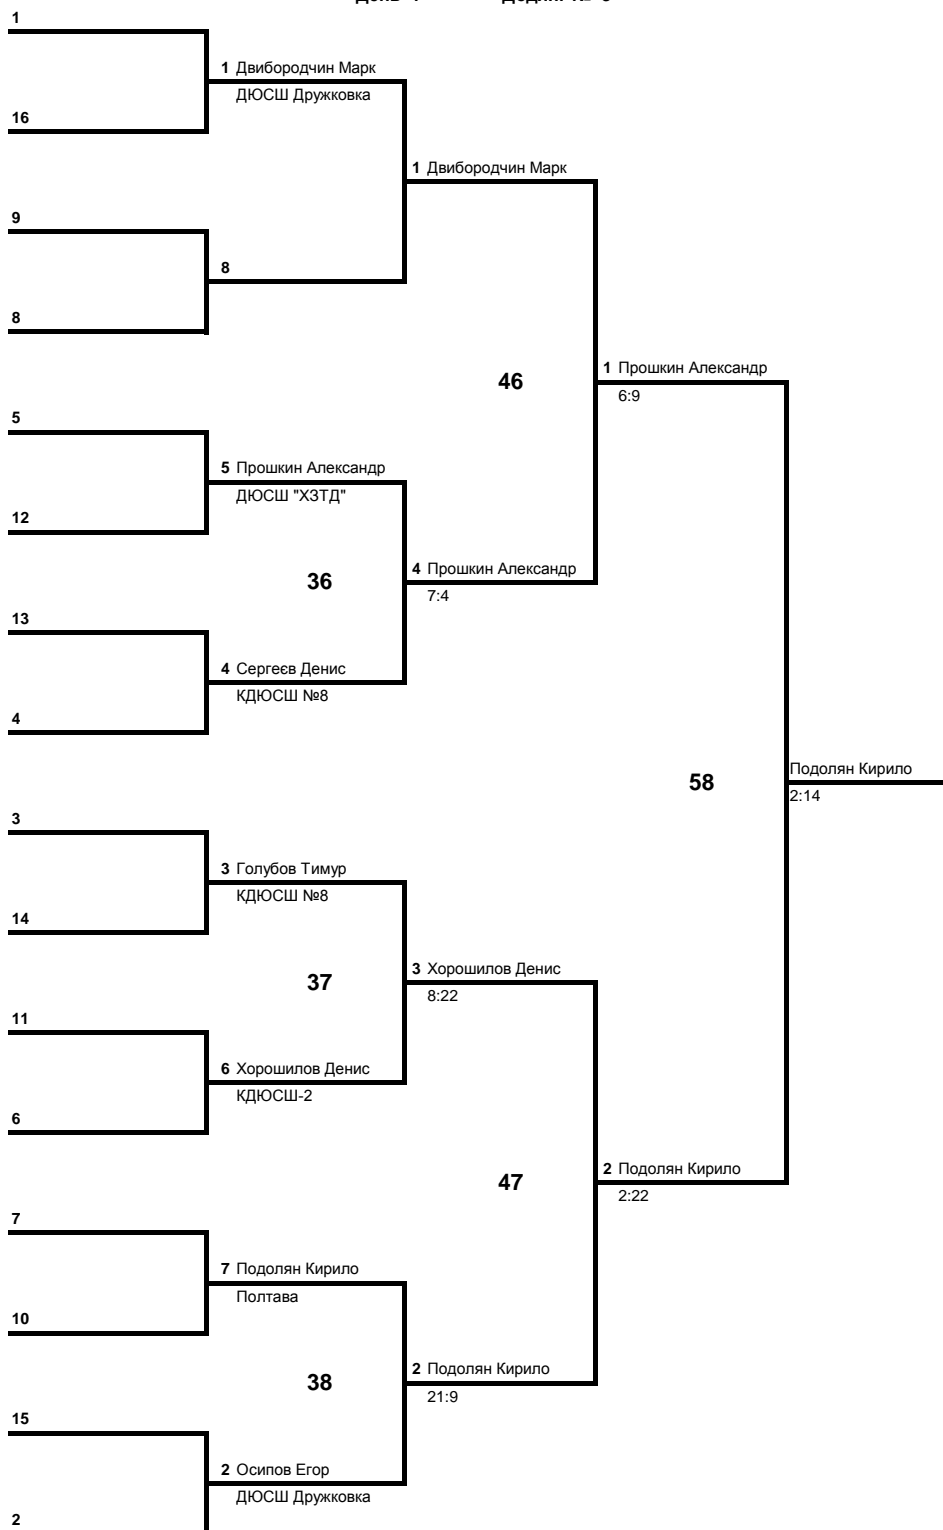 1
1 Двибородчин Марк
ДЮСШ Дружковка
16
1 Двибородчин Марк
9
8
8
46
1 Прошкин Александр
6:9
5
5 Прошкин Александр
ДЮСШ "ХЗТД"
12
36
4 Прошкин Александр
7:4
13
4 Сергеєв Денис
КДЮСШ №8
4
58
Подолян Кирило
2:14
3
3 Голубов Тимур
КДЮСШ №8
14
37
3 Хорошилов Денис
8:22
11
6 Хорошилов Денис
КДЮСШ-2
6
47
2 Подолян Кирило
2:22
7
7 Подолян Кирило
Полтава
10
38
2 Подолян Кирило
21:9
15
2 Осипов Егор
ДЮСШ Дружковка
2